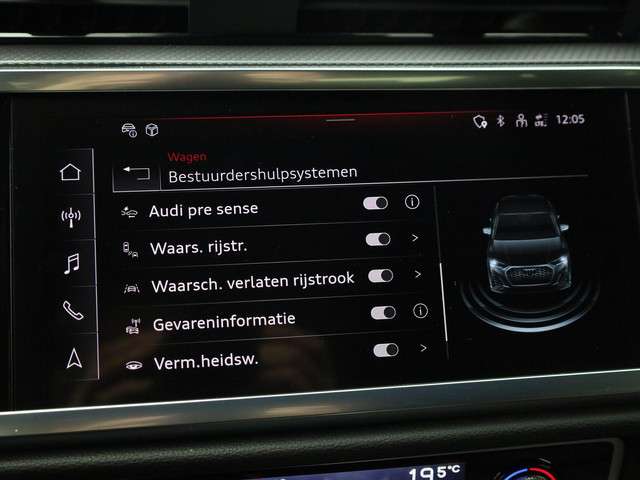 12:05
Wagen
Bestuurdershulpsystemen
Audi pre sense
Waars. rijstr.
Waarsch. verlaten rijstrook
Gevareninformatie
Verm.heidsw.
19.5°C